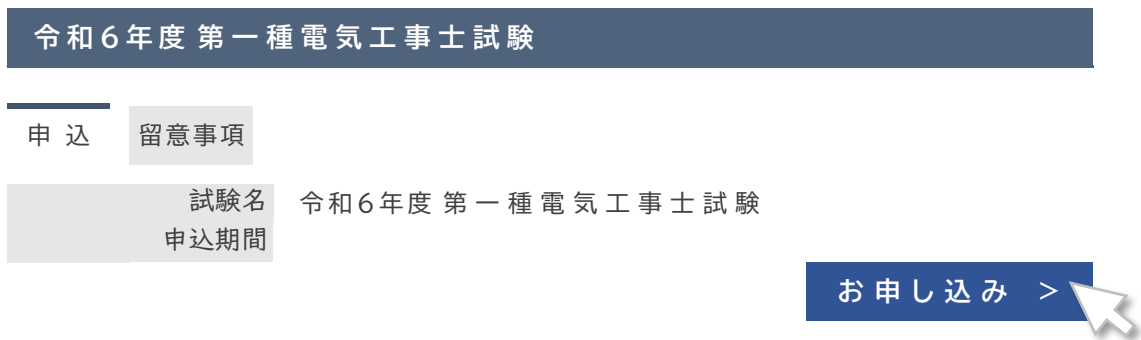 令和6年度 第一種電気工事士試験
申込 留意事項
試験名 令和6年度 第一種電気工事士試験
申込期間
お申し込み >